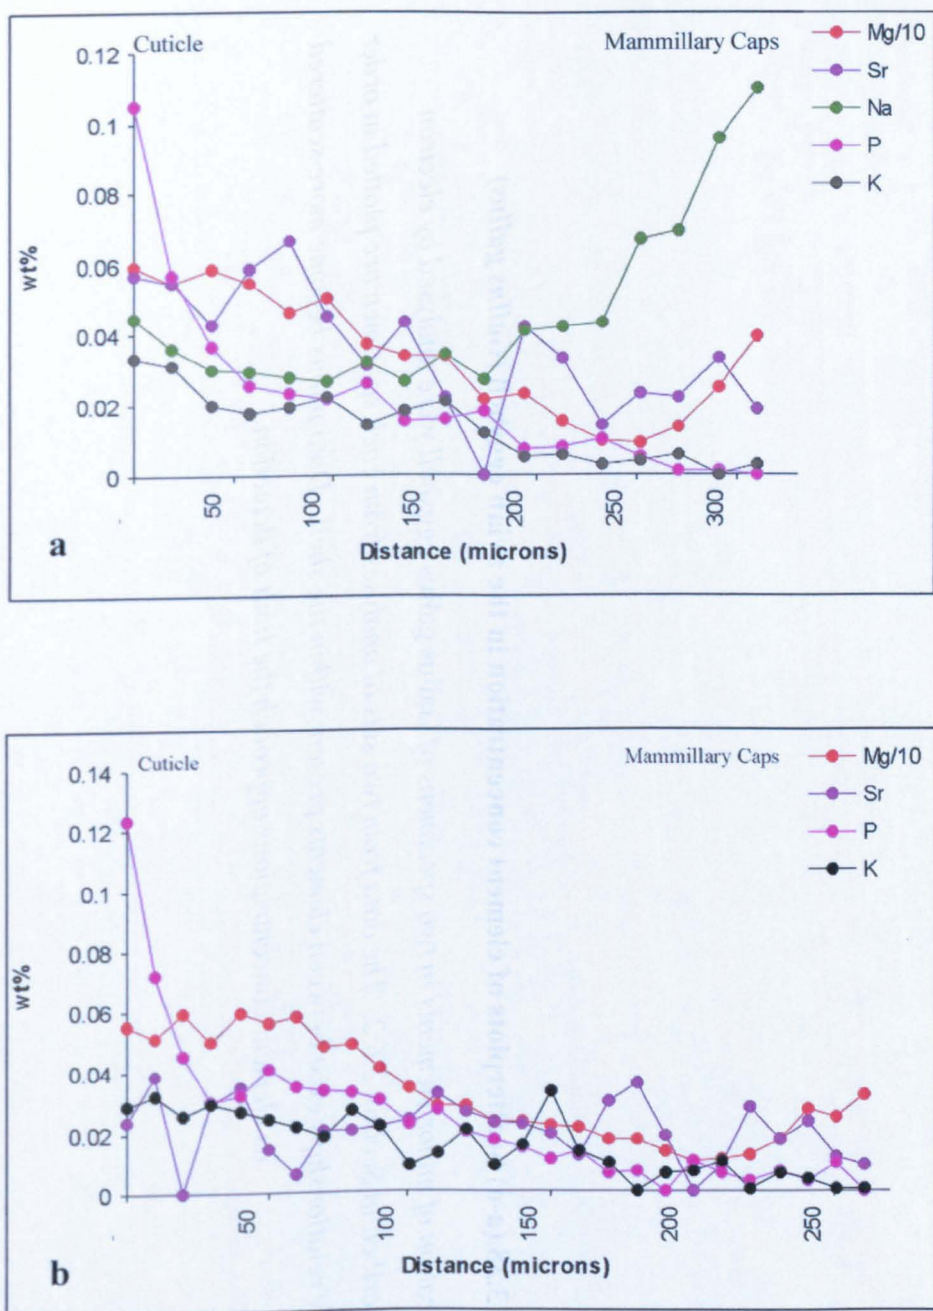 Cuticle
Mammillary Caps
Mg/10
Sr
Na
P
K
0.12
0.1
0.08
0.06
0.04
0.02
0
wt%
50
100
150
200
250
300
Distance (microns)
a
Cuticle
Mammillary Caps
Mg/10
Sr
P
K
0.14
0.12
0.1
0.08
0.06
0.04
0.02
0
wt%
50
100
150
200
250
Distance (microns)
b